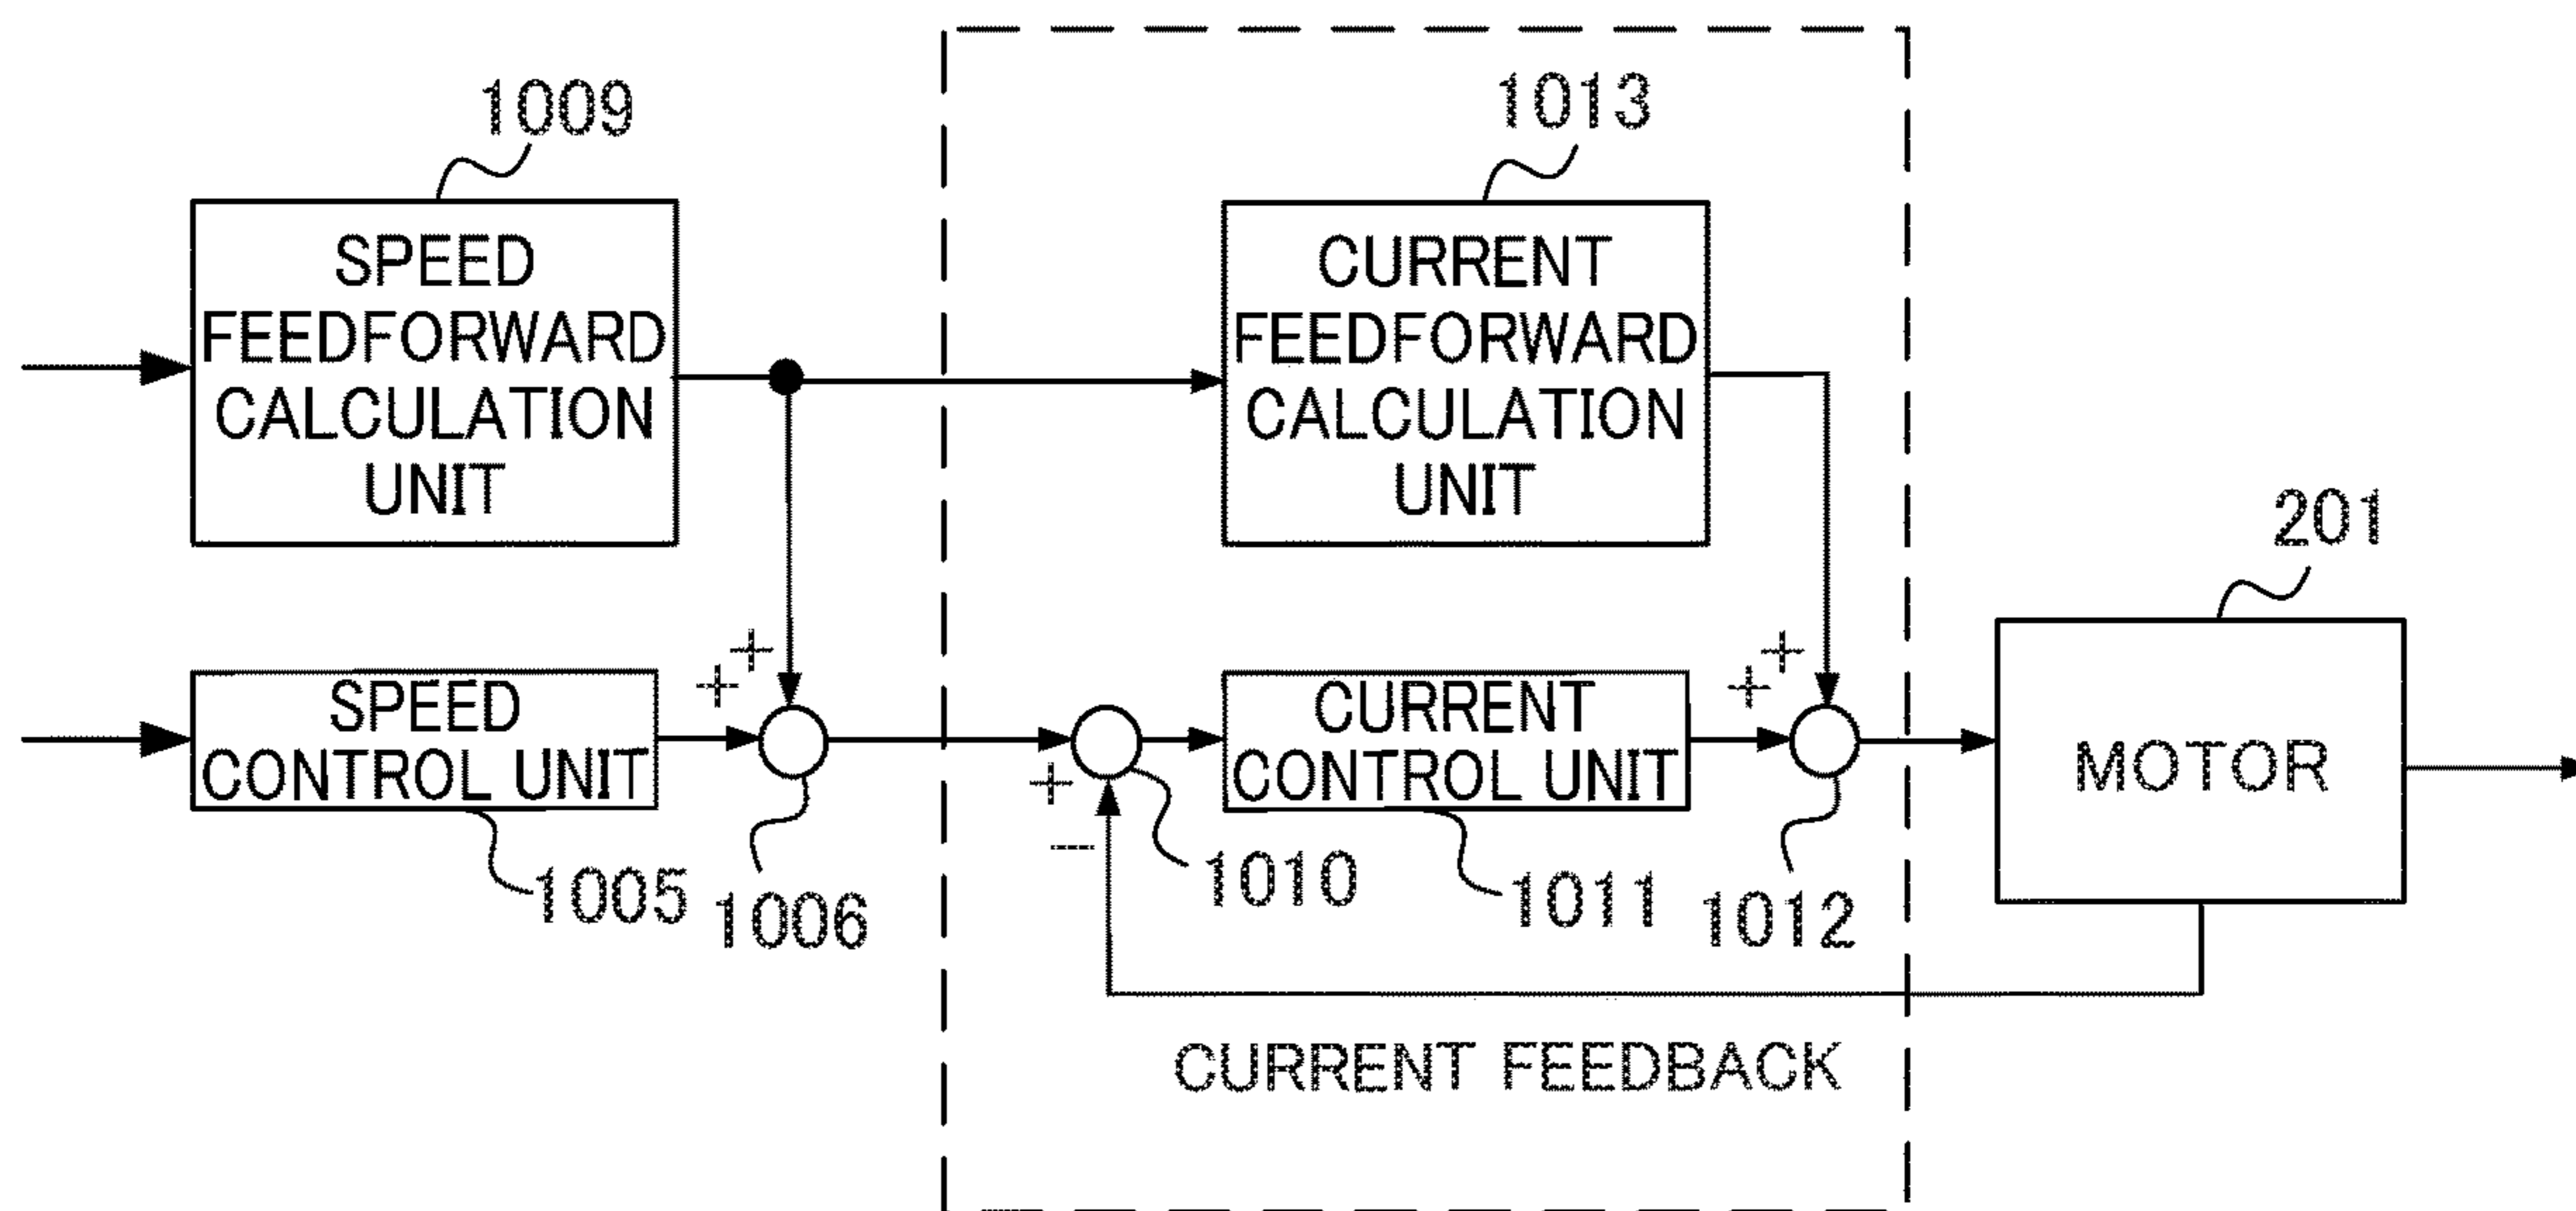 1009
SPEED
FEEDFORWARD
CALCULATION
UNIT
1013
CURRENT
FEEDFORWARD
CALCULATION
UNIT
201
MOTOR
+
+
SPEED
CONTROL UNIT
1005
1006
+
-
1010
CURRENT
CONTROL UNIT
1011
+
+
1012
CURRENT FEEDBACK